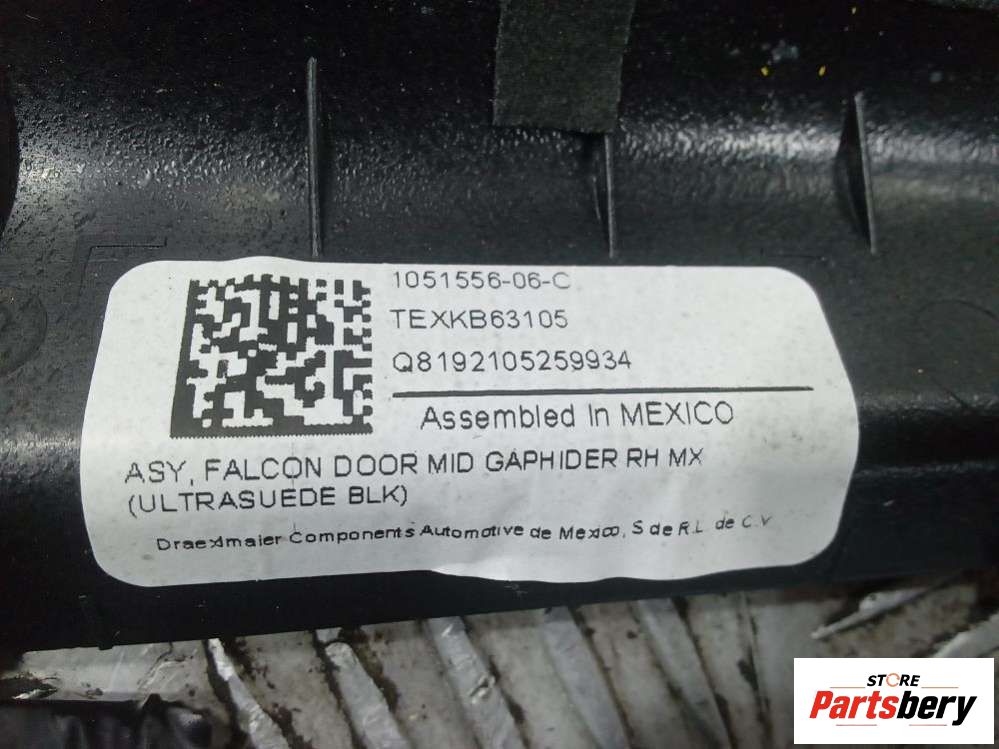 1051556-06-C
TEXKB63105
Q8192105259934
Assembled In MEXICO
ASY, FALCON DOOR MID GAPHIDER RH MX
(ULTRASUEDE BLK)
Draexlmaier Components Automotive de Mexico, S de R.L. de C.V
STORE
Partsbery